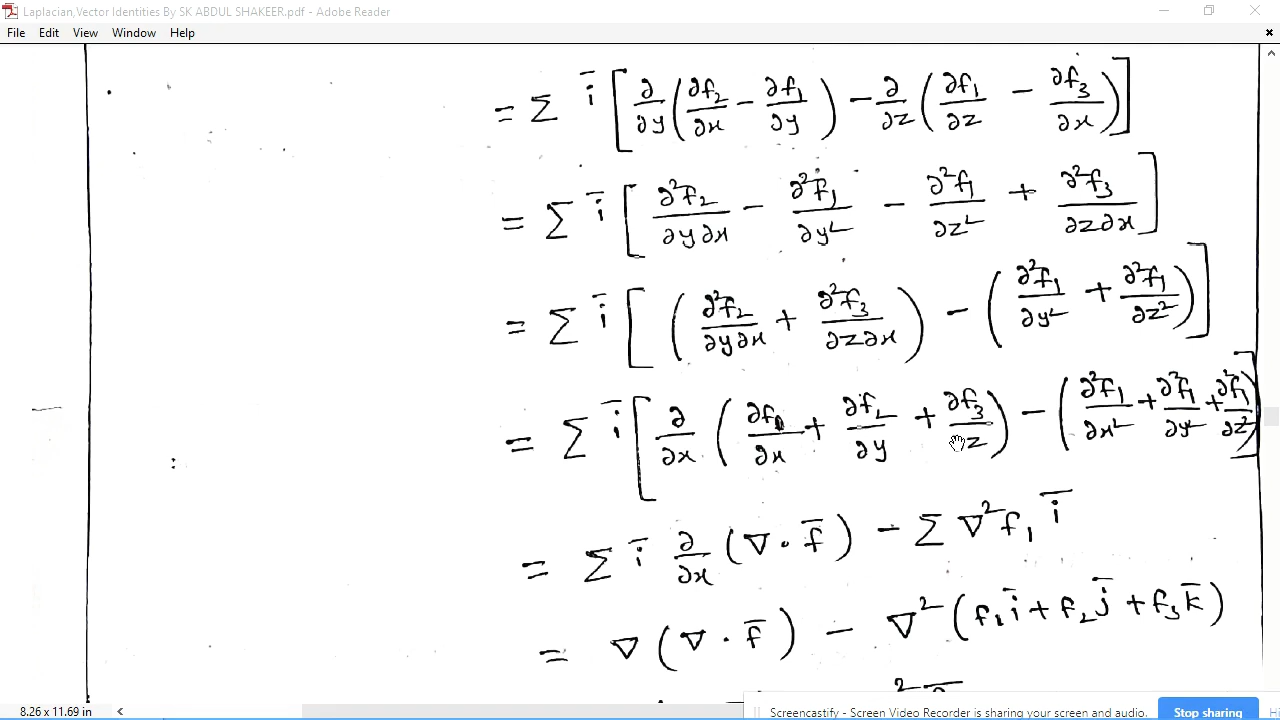 Laplacian,Vector Identities By SK ABDUL SHAKEER.pdf - Adobe Reader
File Edit View Window Help
= Σ i̅ [ ∂/∂y (∂f₂/∂x − ∂f₁/∂y) − ∂/∂z (∂f₁/∂z − ∂f₃/∂x) ]
= Σ i̅ [ ∂²f₂/∂y∂x − ∂²f₁/∂y² − ∂²f₁/∂z² + ∂²f₃/∂z∂x ]
= Σ i̅ [ (∂²f₂/∂y∂x + ∂²f₃/∂z∂x) − (∂²f₁/∂y² + ∂²f₁/∂z²) ]
= Σ i̅ [ ∂/∂x (∂f₁/∂x + ∂f₂/∂y + ∂f₃/∂z) − (∂²f₁/∂x² + ∂²f₁/∂y² + ∂²f₁/∂z²) ]
= Σ i̅ ∂/∂x (∇ · f̅) − Σ ∇²f₁ i̅
= ∇ (∇ · f̅) − ∇² (f₁i̅ + f₂j̅ + f₃k̅)
8.26 x 11.69 in
Screencastify - Screen Video Recorder is sharing your screen and audio.
Stop sharing